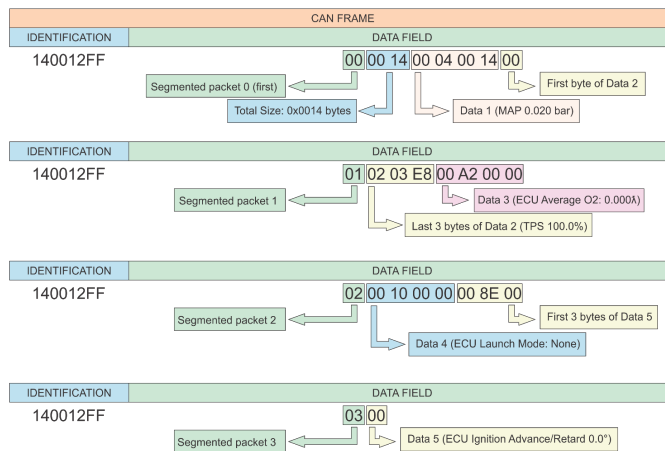 CAN FRAME
IDENTIFICATION DATA FIELD
140012FF 00 00 14 00 04 00 14 00
Segmented packet 0 (first) First byte of Data 2
Total Size: 0x0014 bytes Data 1 (MAP 0.020 bar)
IDENTIFICATION DATA FIELD
140012FF 01 02 03 E8 00 A2 00 00
Segmented packet 1 Data 3 (ECU Average O2: 0.000λ)
Last 3 bytes of Data 2 (TPS 100.0%)
IDENTIFICATION DATA FIELD
140012FF 02 00 10 00 00 00 8E 00
Segmented packet 2 First 3 bytes of Data 5
Data 4 (ECU Launch Mode: None)
IDENTIFICATION DATA FIELD
140012FF 03 00
Segmented packet 3 Data 5 (ECU Ignition Advance/Retard 0.0°)